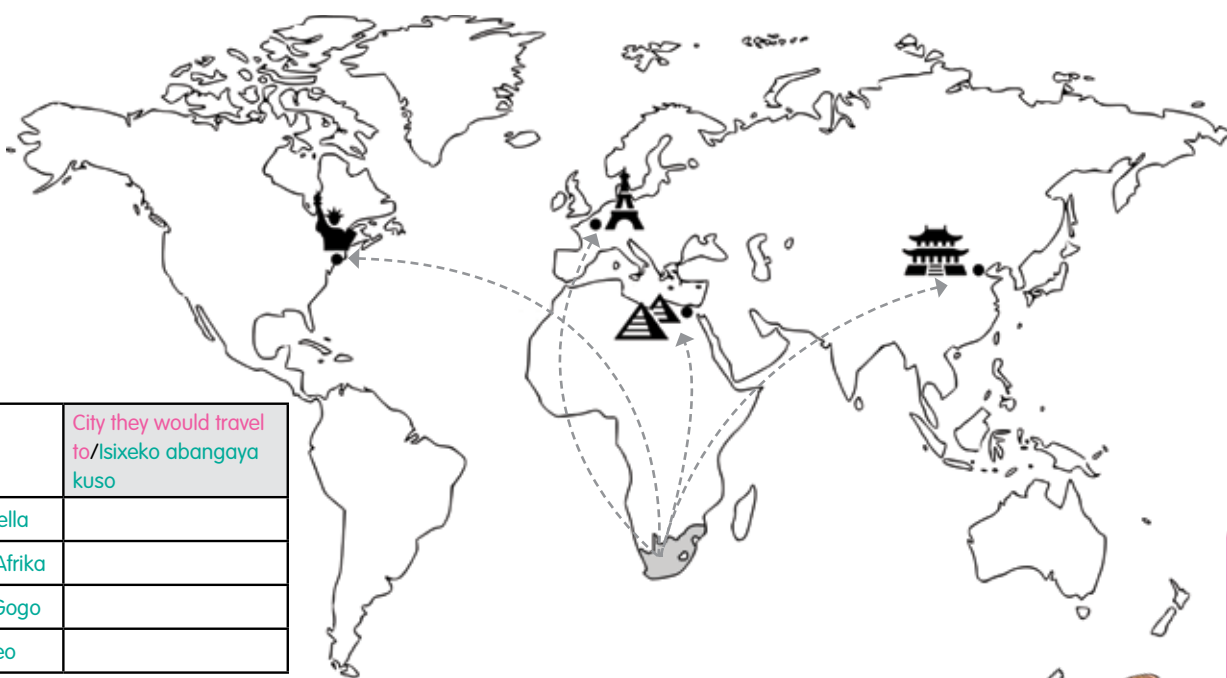 City they would travel
to/Isixeko abangaya
kuso
ella
Afrika
Gogo
eo